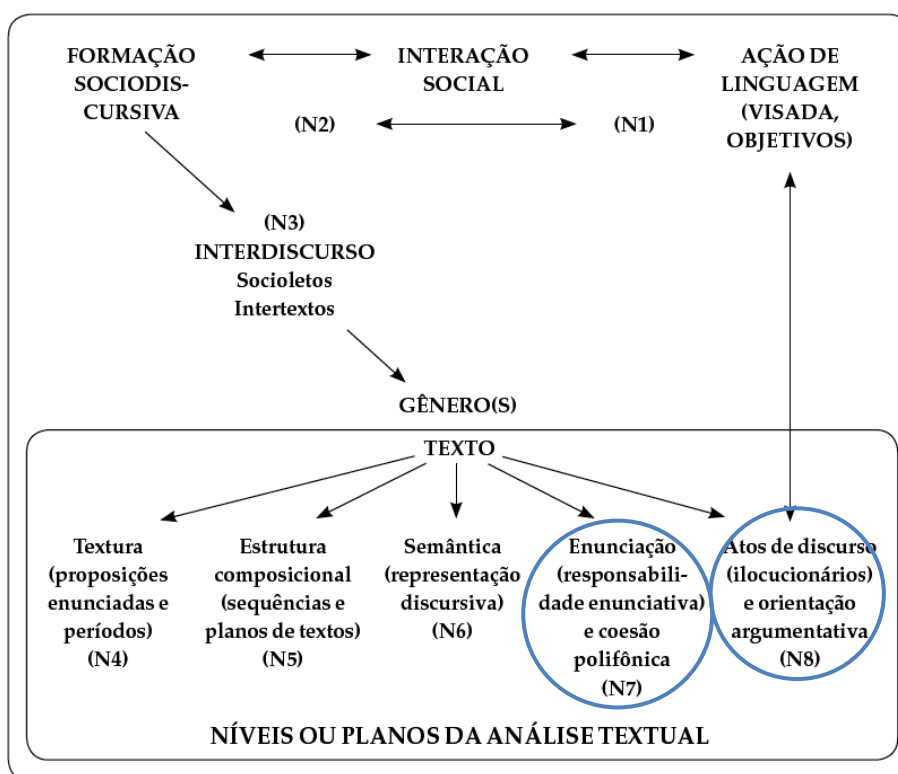 FORMAÇÃO
SOCIODIS-
CURSIVA
INTERAÇÃO
SOCIAL
AÇÃO DE
LINGUAGEM
(VISADA,
OBJETIVOS)
(N2)
(N1)
(N3)
INTERDISCURSO
Socioletos
Intertextos
GÊNERO(S)
TEXTO
Textura
(proposições
enunciadas e
períodos)
(N4)
Estrutura
composicional
(sequências e
planos de textos)
(N5)
Semântica
(representação
discursiva)
(N6)
Enunciação
(responsabili-
dade enunciativa)
e coesão
polifônica
(N7)
Atos de discurso
(ilocucionários)
e orientação
argumentativa
(N8)
NÍVEIS OU PLANOS DA ANÁLISE TEXTUAL